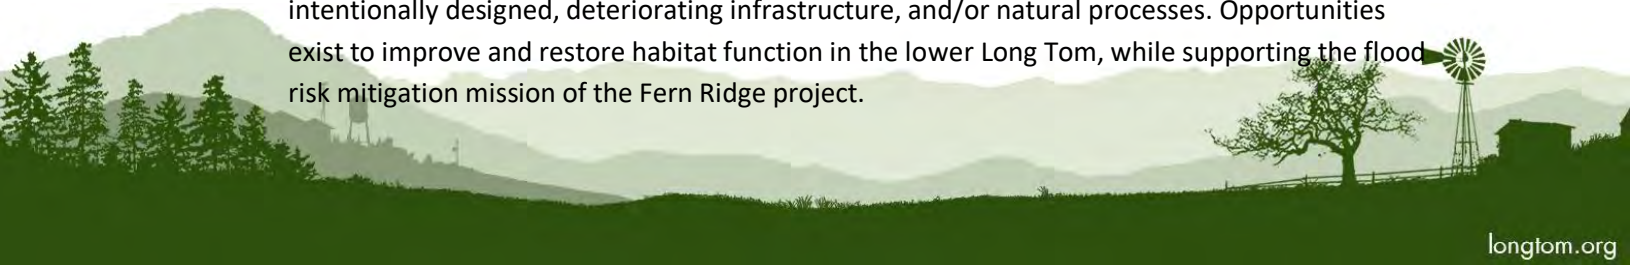 intentionally designed, deteriorating infrastructure, and/or natural processes. Opportunities
exist to improve and restore habitat function in the lower Long Tom, while supporting the flood
risk mitigation mission of the Fern Ridge project.
longtom.org